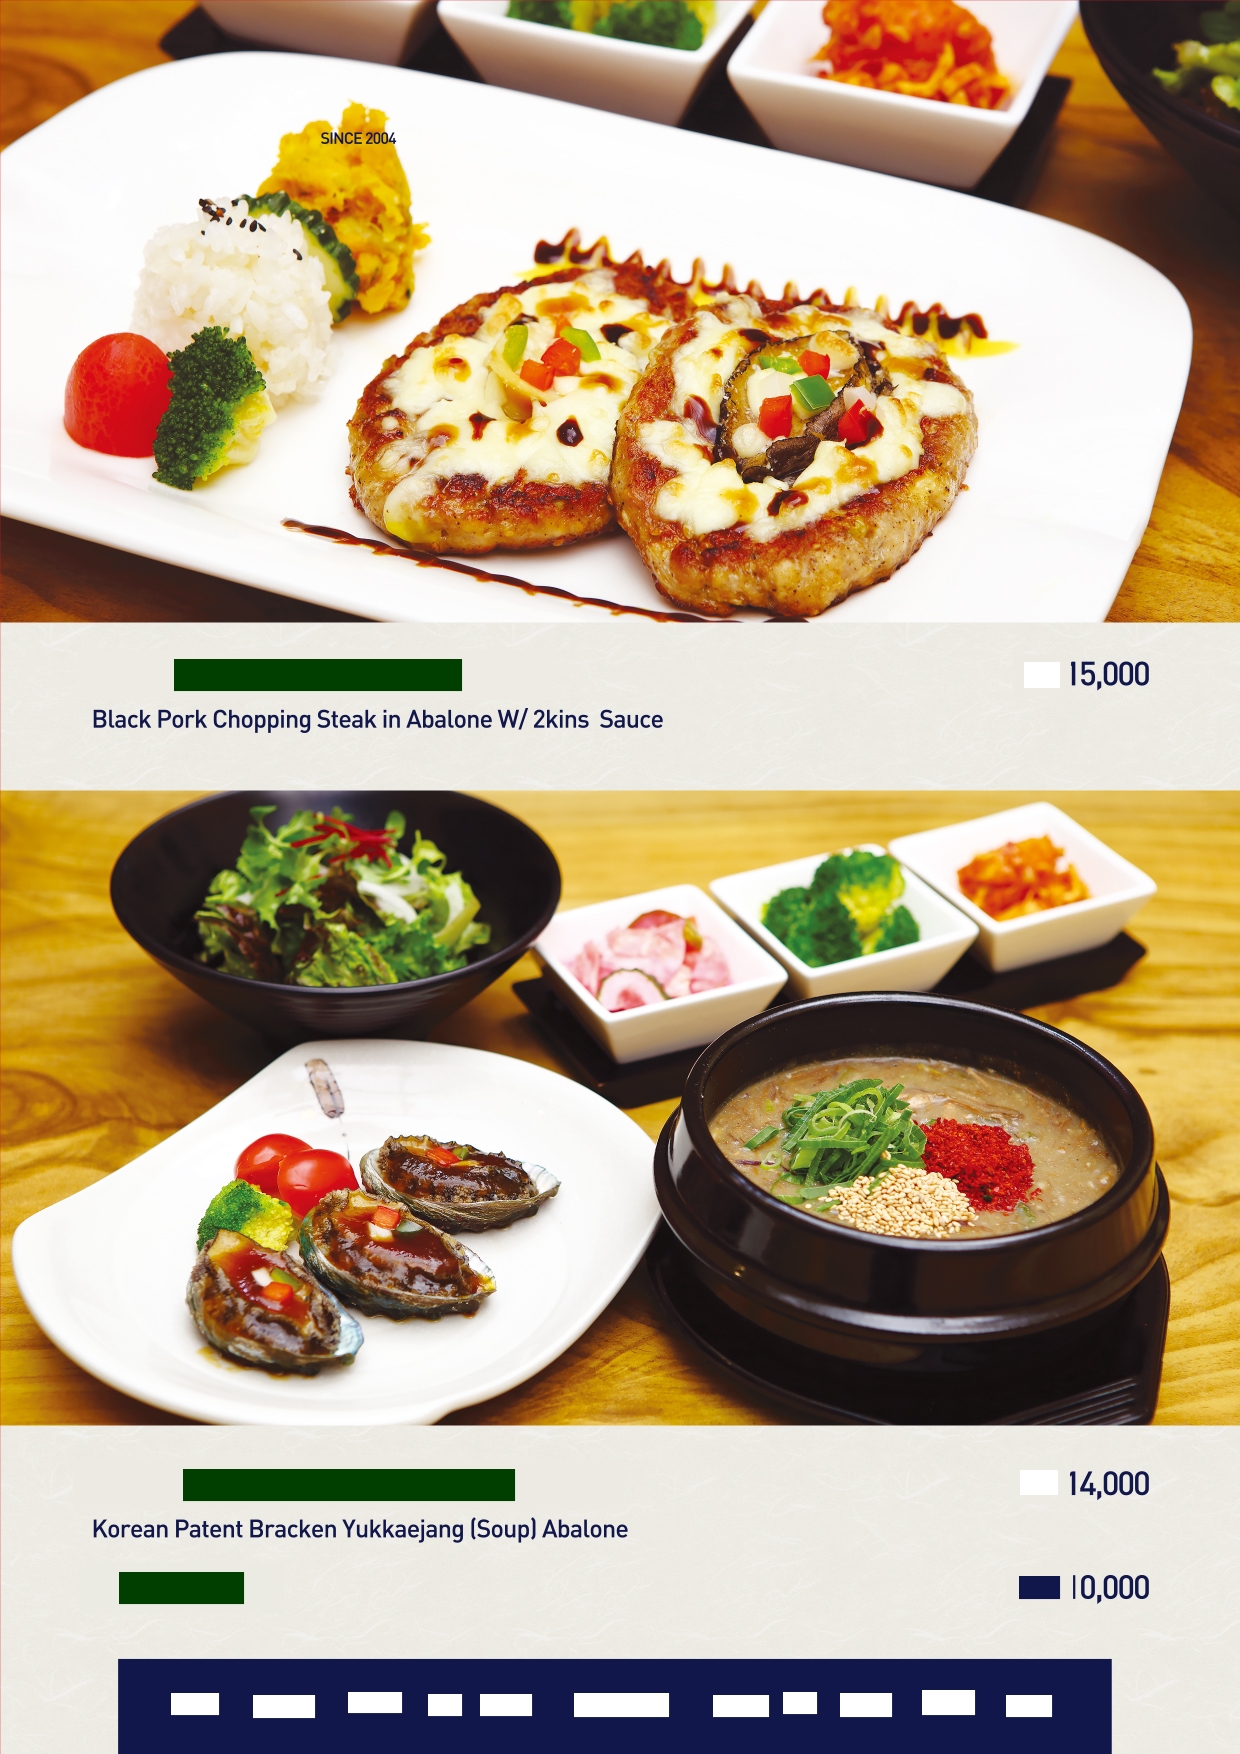 SINCE 2004
15,000
Black Pork Chopping Steak in Abalone W/ 2kins Sauce
14,000
Korean Patent Bracken Yukkaejang (Soup) Abalone
10,000